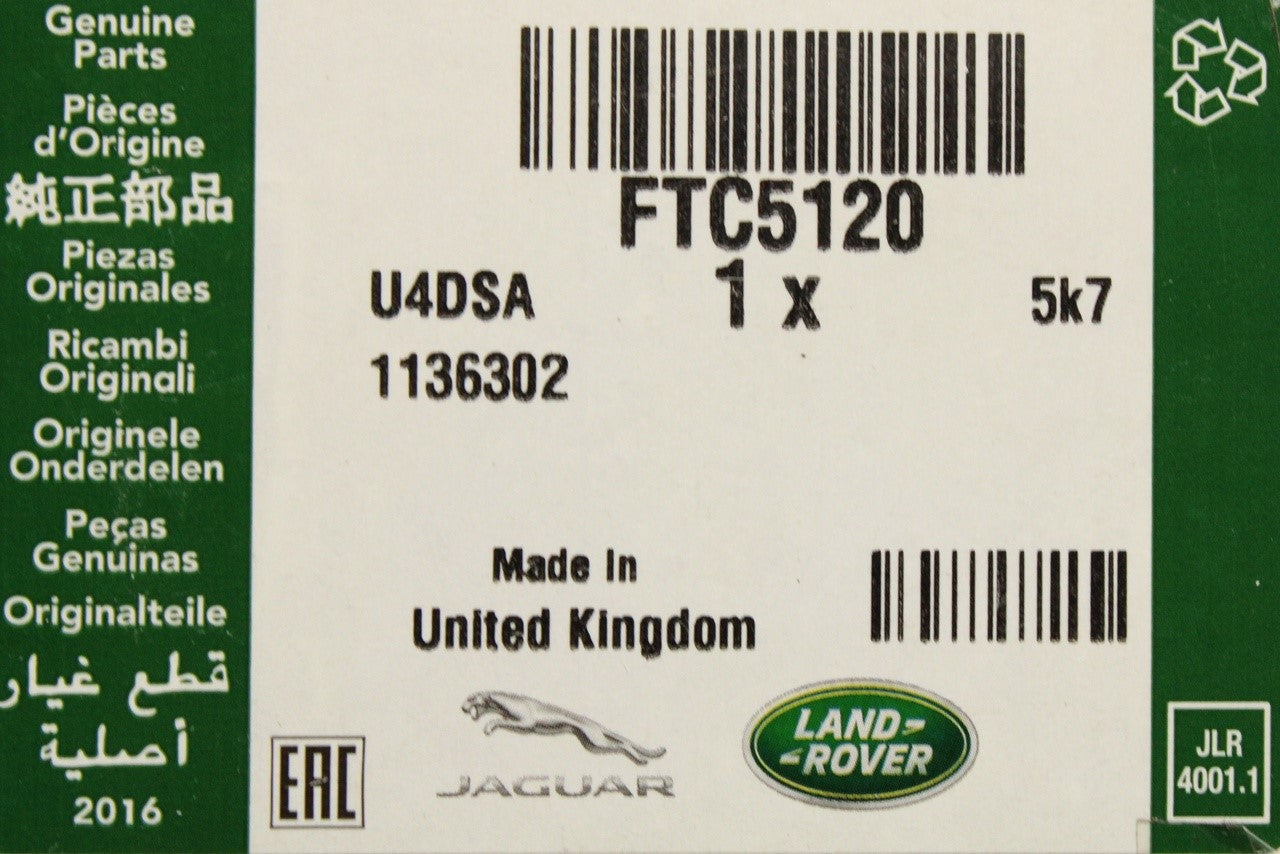 Genuine
Parts
Pièces
d'Origine
純正部品
Piezas
Originales
Ricambi
Originali
Originele
Onderdelen
Peças
Genuinas
Originalteile
قطع غيار
أصلية
2016
FTC5120
U4DSA 1 x 5k7
1136302
Made In
United Kingdom
EAC
JAGUAR
LAND-
-ROVER
JLR
4001.1